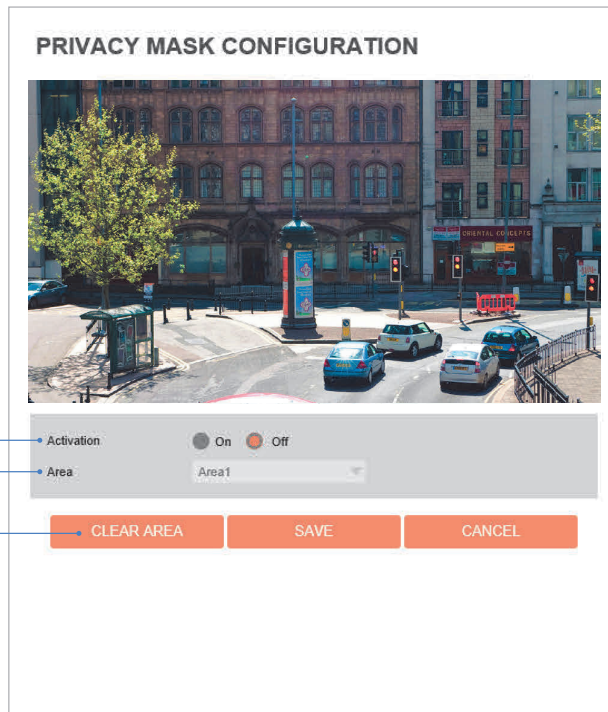 PRIVACY MASK CONFIGURATION
ORIENTAL CONCEPTS
Activation
On Off
Area
Area1
CLEAR AREA SAVE CANCEL